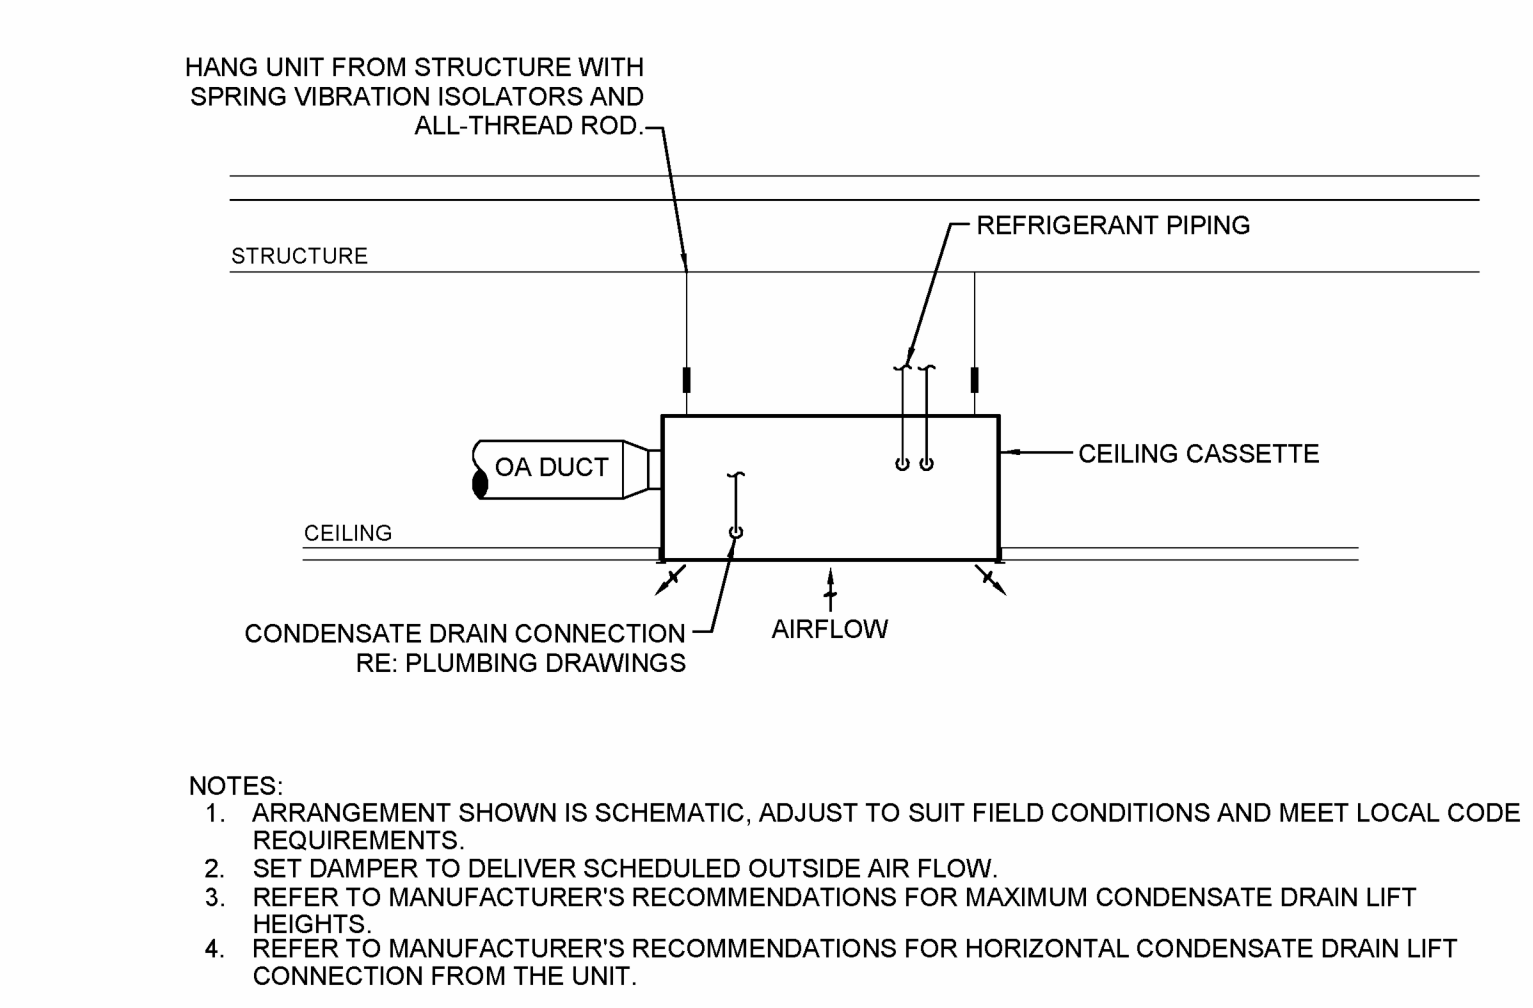 HANG UNIT FROM STRUCTURE WITH
SPRING VIBRATION ISOLATORS AND
ALL-THREAD ROD.
REFRIGERANT PIPING
STRUCTURE
CEILING CASSETTE
OA DUCT
CEILING
CONDENSATE DRAIN CONNECTION
RE: PLUMBING DRAWINGS
AIRFLOW
NOTES:
1. ARRANGEMENT SHOWN IS SCHEMATIC, ADJUST TO SUIT FIELD CONDITIONS AND MEET LOCAL CODE
REQUIREMENTS.
2. SET DAMPER TO DELIVER SCHEDULED OUTSIDE AIR FLOW.
3. REFER TO MANUFACTURER'S RECOMMENDATIONS FOR MAXIMUM CONDENSATE DRAIN LIFT
HEIGHTS.
4. REFER TO MANUFACTURER'S RECOMMENDATIONS FOR HORIZONTAL CONDENSATE DRAIN LIFT
CONNECTION FROM THE UNIT.